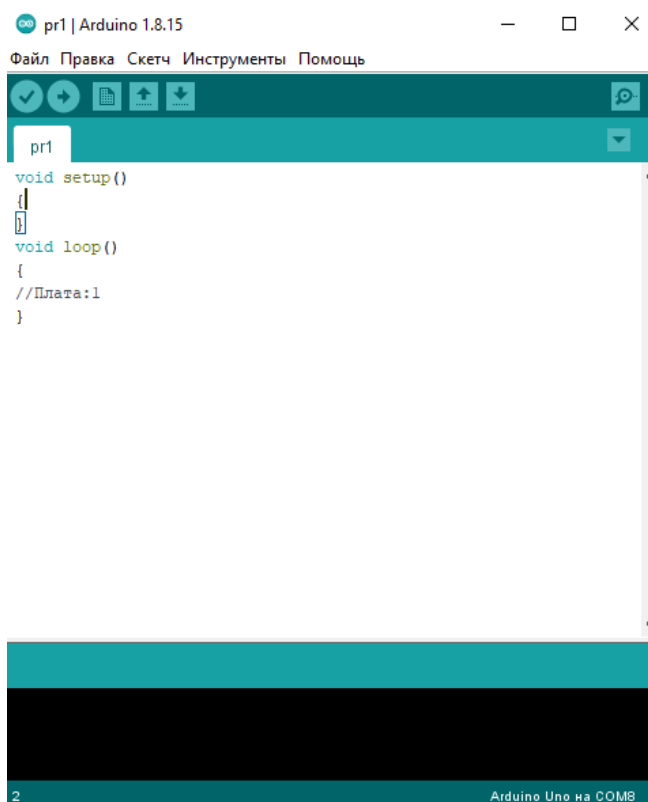 pr1 | Arduino 1.8.15
Файл Правка Скетч Инструменты Помощь
pr1
void setup()
{
}
void loop()
{
//Плата:1
}
2
Arduino Uno на COM8